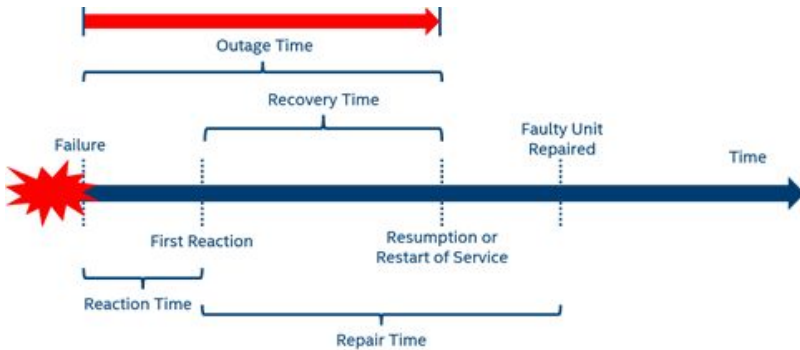 Outage Time
Recovery Time
Failure
Faulty Unit
Repaired
Time
First Reaction
Resumption or
Restart of Service
Reaction Time
Repair Time